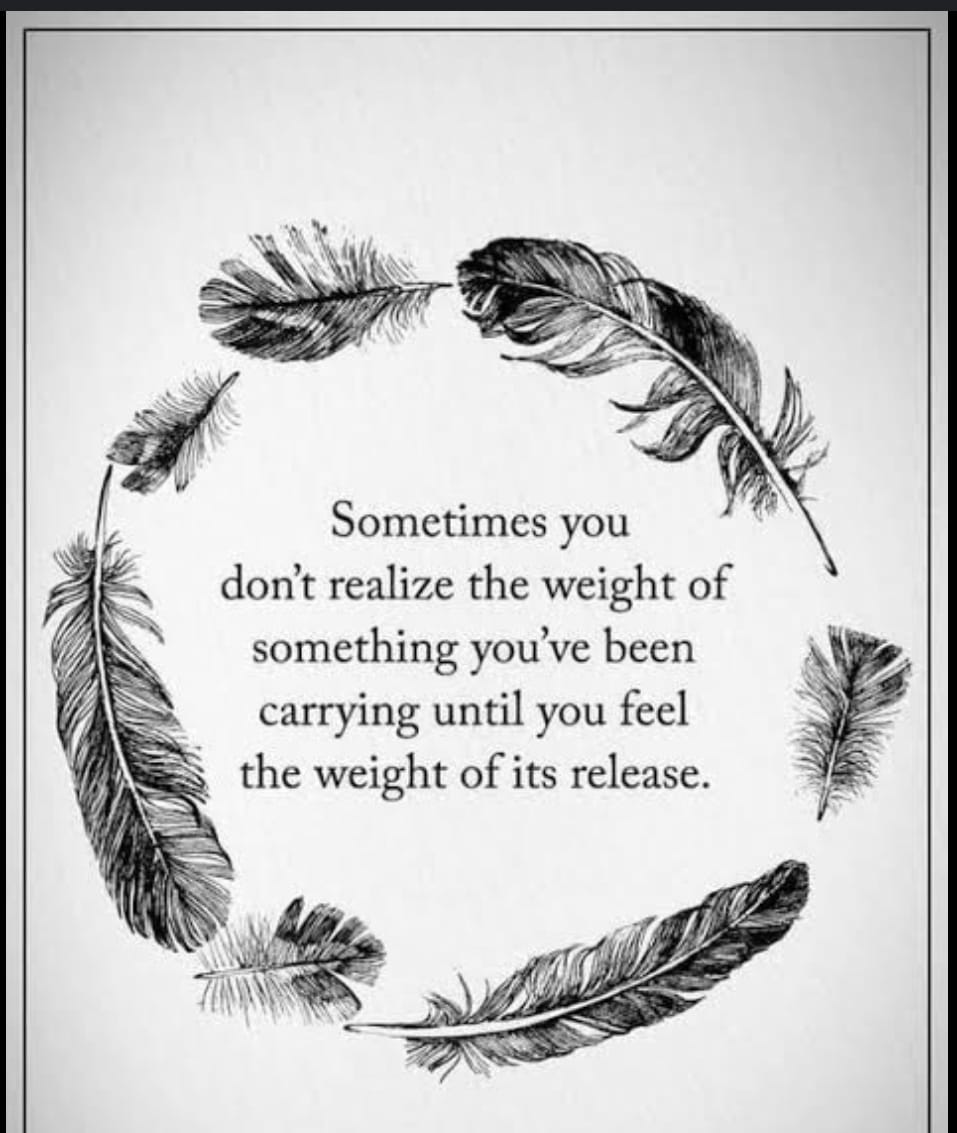 Sometimes you
don’t realize the weight of
something you’ve been
carrying until you feel
the weight of its release.